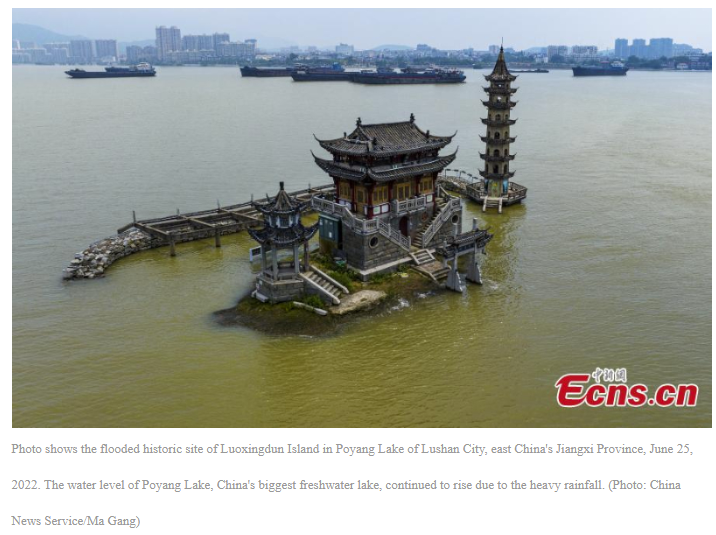 中新网
Ecns.cn
Photo shows the flooded historic site of Luoxingdun Island in Poyang Lake of Lushan City, east China's Jiangxi Province, June 25,
2022. The water level of Poyang Lake, China's biggest freshwater lake, continued to rise due to the heavy rainfall. (Photo: China
News Service/Ma Gang)